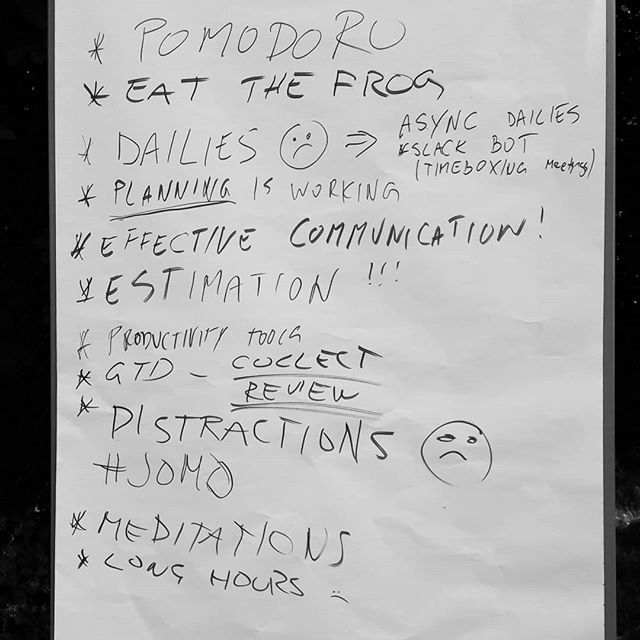 * POMODORO
* EAT THE FROG
* DAILIES ☹ ⇒ ASYNC DAILIES
*SLACK BOT
(TIMEBOXING Meetings)
* PLANNING IS WORKING
* EFFECTIVE COMMUNICATION!
* ESTIMATION !!!
* PRODUCTIVITY TOOLS
* GTD - COLLECT
REVIEW
* DISTRACTIONS ☹
#JOMO
* MEDITATIONS
* LONG HOURS ☹